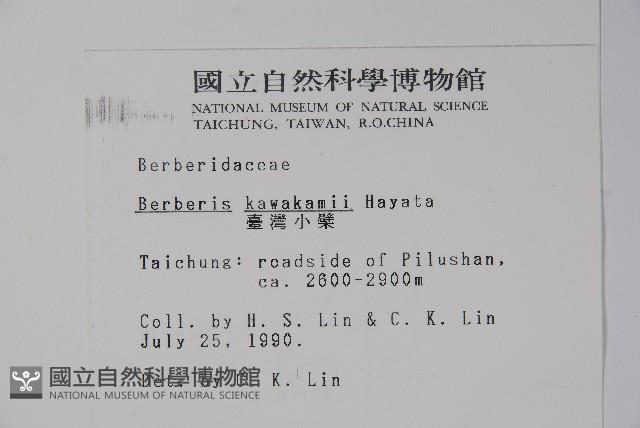 國立自然科學博物館
NATIONAL MUSEUM OF NATURAL SCIENCE
TAICHUNG, TAIWAN, R.O.CHINA
Berberidaceae
Berberis kawakamii Hayata
臺灣小檗
Taichung: roadside of Pilushan,
ca. 2600-2900m
Coll. by H. S. Lin & C. K. Lin
July 25, 1990.
Det. by C. K. Lin
國立自然科學博物館
NATIONAL MUSEUM OF NATURAL SCIENCE